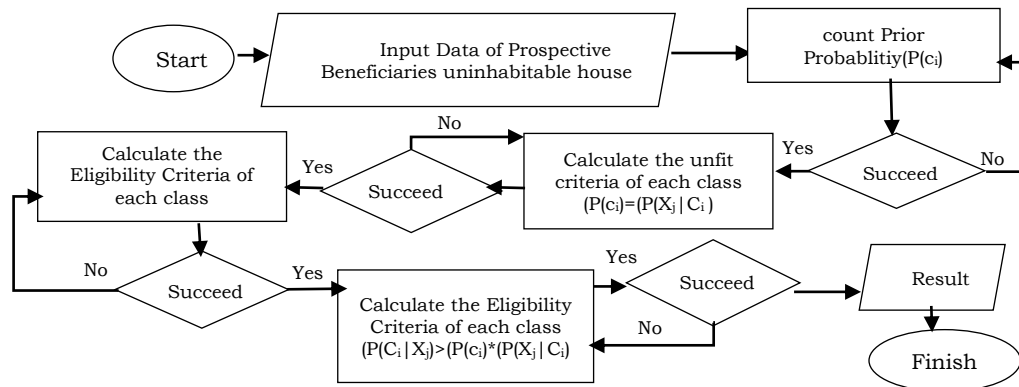 Start
Input Data of Prospective
Beneficiaries uninhabitable house
count Prior
Probablitiy(P(cᵢ)
Succeed
No
Yes
Calculate the unfit
criteria of each class
(P(cᵢ)=(P(Xⱼ|Cᵢ )
No
Succeed
Yes
Calculate the
Eligibility Criteria of
each class
Succeed
No
Yes
Calculate the Eligibility
Criteria of each class
(P(Cᵢ|Xⱼ)>(P(cᵢ)*(P(Xⱼ|Cᵢ)
Yes
Succeed
No
Result
Finish